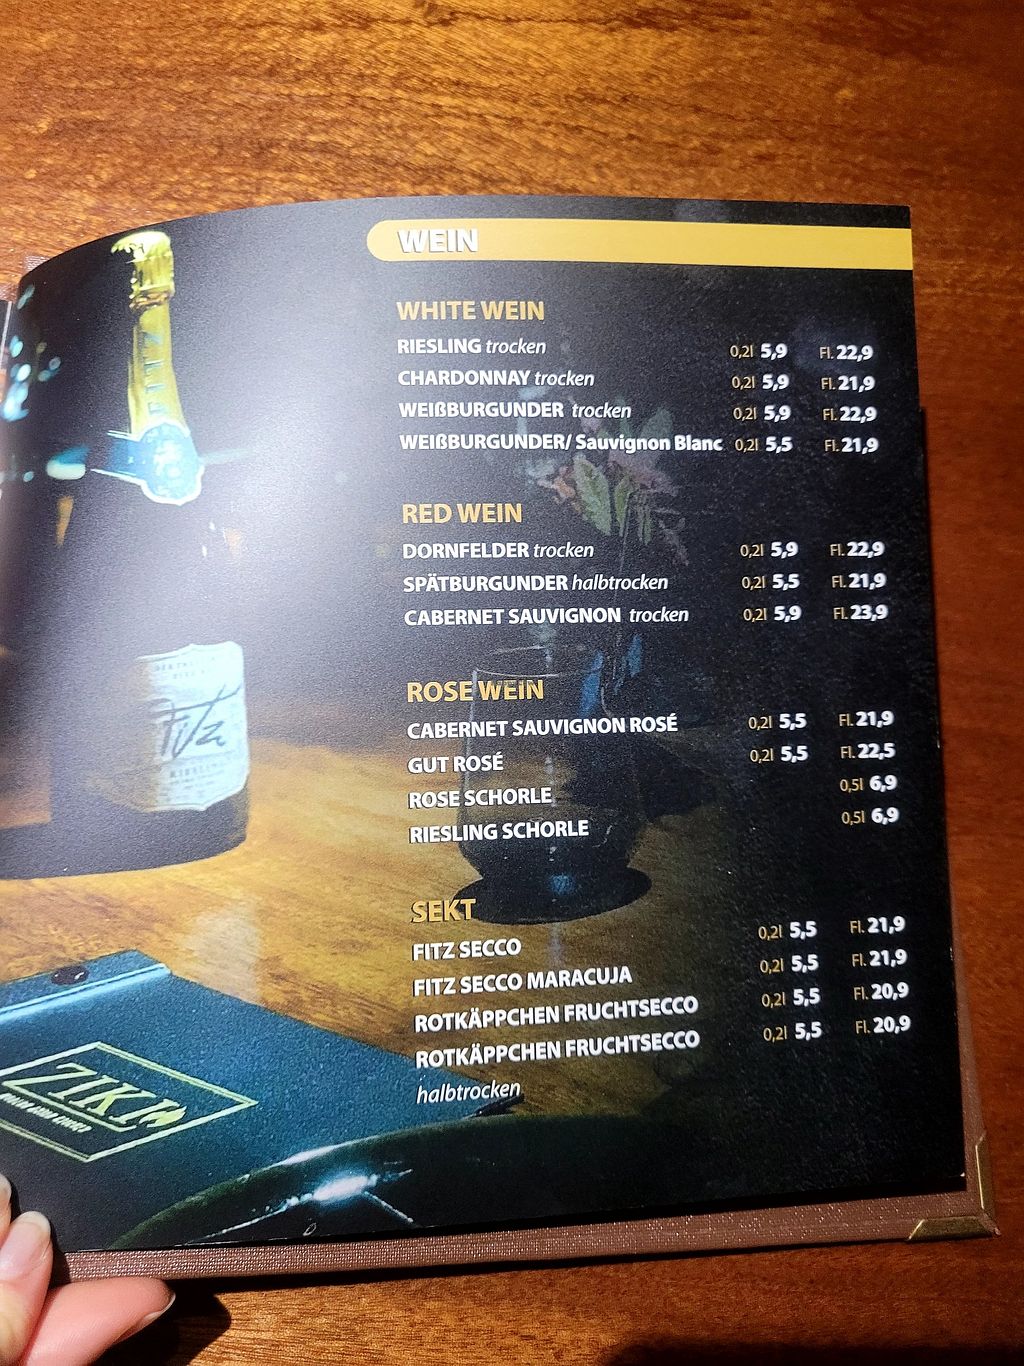 WEIN
WHITE WEIN
RIESLING trocken 0,2l 5,9 Fl. 22,9
CHARDONNAY trocken 0,2l 5,9 Fl. 21,9
WEIßBURGUNDER trocken 0,2l 5,9 Fl. 22,9
WEIßBURGUNDER/ Sauvignon Blanc 0,2l 5,5 Fl. 21,9
RED WEIN
DORNFELDER trocken 0,2l 5,9 Fl. 22,9
SPÄTBURGUNDER halbtrocken 0,2l 5,5 Fl. 21,9
CABERNET SAUVIGNON trocken 0,2l 5,9 Fl. 23,9
ROSE WEIN
CABERNET SAUVIGNON ROSÉ 0,2l 5,5 Fl. 21,9
GUT ROSÉ 0,2l 5,5 Fl. 22,5
ROSE SCHORLE 0,5l 6,9
RIESLING SCHORLE 0,5l 6,9
SEKT
FITZ SECCO 0,2l 5,5 Fl. 21,9
FITZ SECCO MARACUJA 0,2l 5,5 Fl. 21,9
ROTKÄPPCHEN FRUCHTSECCO 0,2l 5,5 Fl. 20,9
ROTKÄPPCHEN FRUCHTSECCO 0,2l 5,5 Fl. 20,9
halbtrocken
FITZ
Fitz
ZIKI